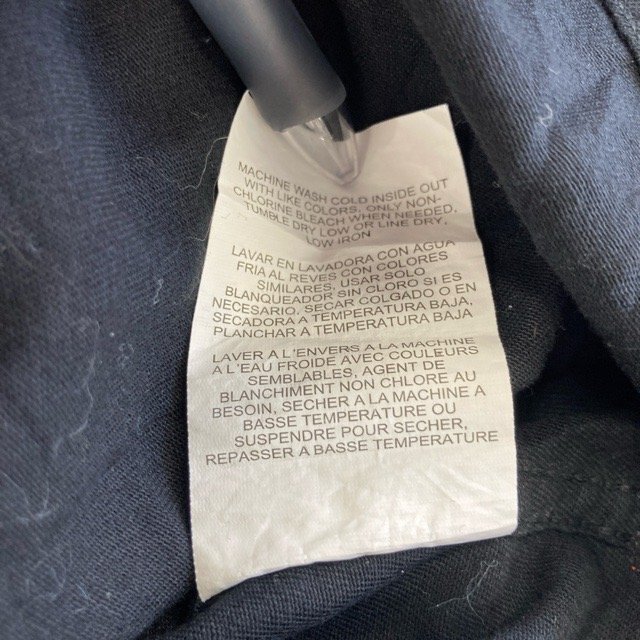 MACHINE WASH COLD INSIDE OUT
WITH LIKE COLORS, ONLY NON-
CHLORINE BLEACH WHEN NEEDED,
TUMBLE DRY LOW OR LINE DRY,
LOW IRON
LAVAR EN LAVADORA CON AGUA
FRIA AL REVES CON COLORES
SIMILARES, USAR SOLO
BLANQUEADOR SIN COLORO SI ES
NECESARIO, SECAR COLGADO O EN
SECADORA A TEMPERATURA BAJA,
PLANCHAR A TEMPERATURA BAJA
LAVER A L'ENVERS A LA MACHINE
A L'EAU FROIDE AVEC COULEURS
SEMBLABLES, AGENT DE
BLANCHIMENT NON CHLORE AU
BESOIN, SECHER A LA MACHINE A
BASSE TEMPERATURE OU
SUSPENDRE POUR SECHER,
REPASSER A BASSE TEMPERATURE